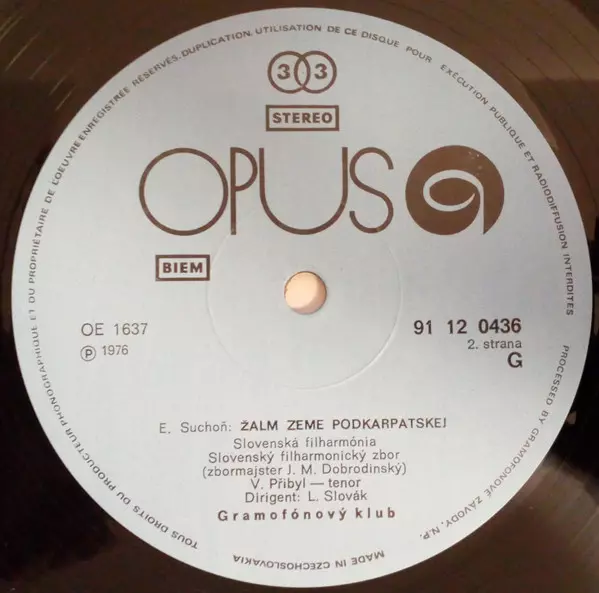 TOUS DROITS DU PRODUCTEUR PHONOGRAPHIQUE ET DU PROPRIÉTAIRE DE L'OEUVRE ENREGISTRÉE RÉSERVÉS. DUPLICATION, UTILISATION DE CE DISQUE POUR EXÉCUTION PUBLIQUE ET RADIODIFFUSION INTERDITES
PROCESSED BY GRAMOFONOVÉ ZÁVODY, N.P.
MADE IN CZECHOSLOVAKIA
33
STEREO
OPUS
BIEM
OE 1637
℗ 1976
91 12 0436
2. strana
G
E. Suchoň: ŽALM ZEME PODKARPATSKEJ
Slovenská filharmónia
Slovenský filharmonický zbor
(zbormajster J. M. Dobrodinský)
V. Přibyl — tenor
Dirigent: L. Slovák
Gramofónový klub